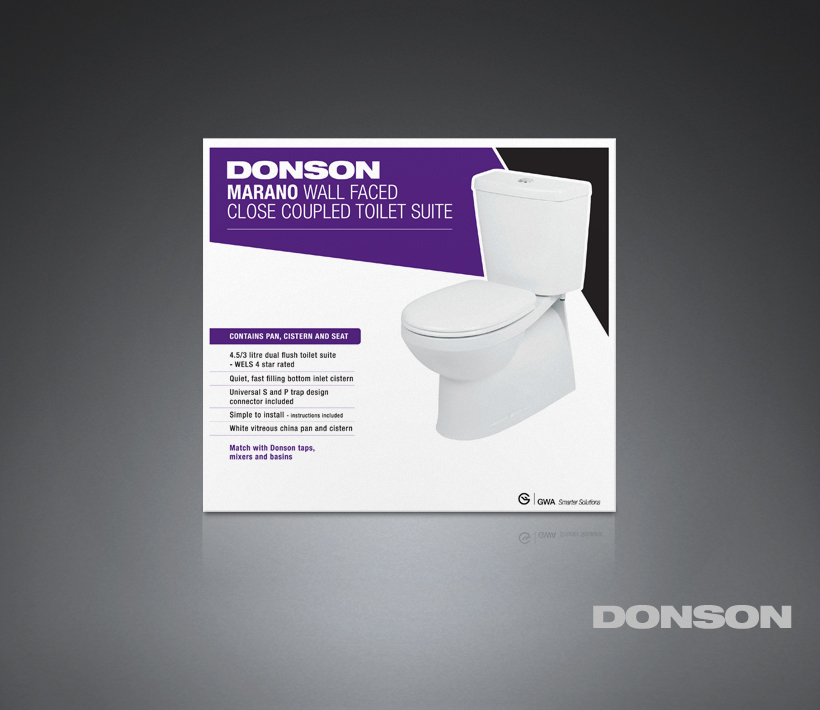 DONSON
MARANO WALL FACED
CLOSE COUPLED TOILET SUITE
CONTAINS PAN, CISTERN AND SEAT
4.5/3 litre dual flush toilet suite
- WELS 4 star rated
Quiet, fast filling bottom inlet cistern
Universal S and P trap design
connector included
Simple to install - instructions included
White vitreous china pan and cistern
Match with Donson taps,
mixers and basins
GWA Smarter Solutions
DONSON